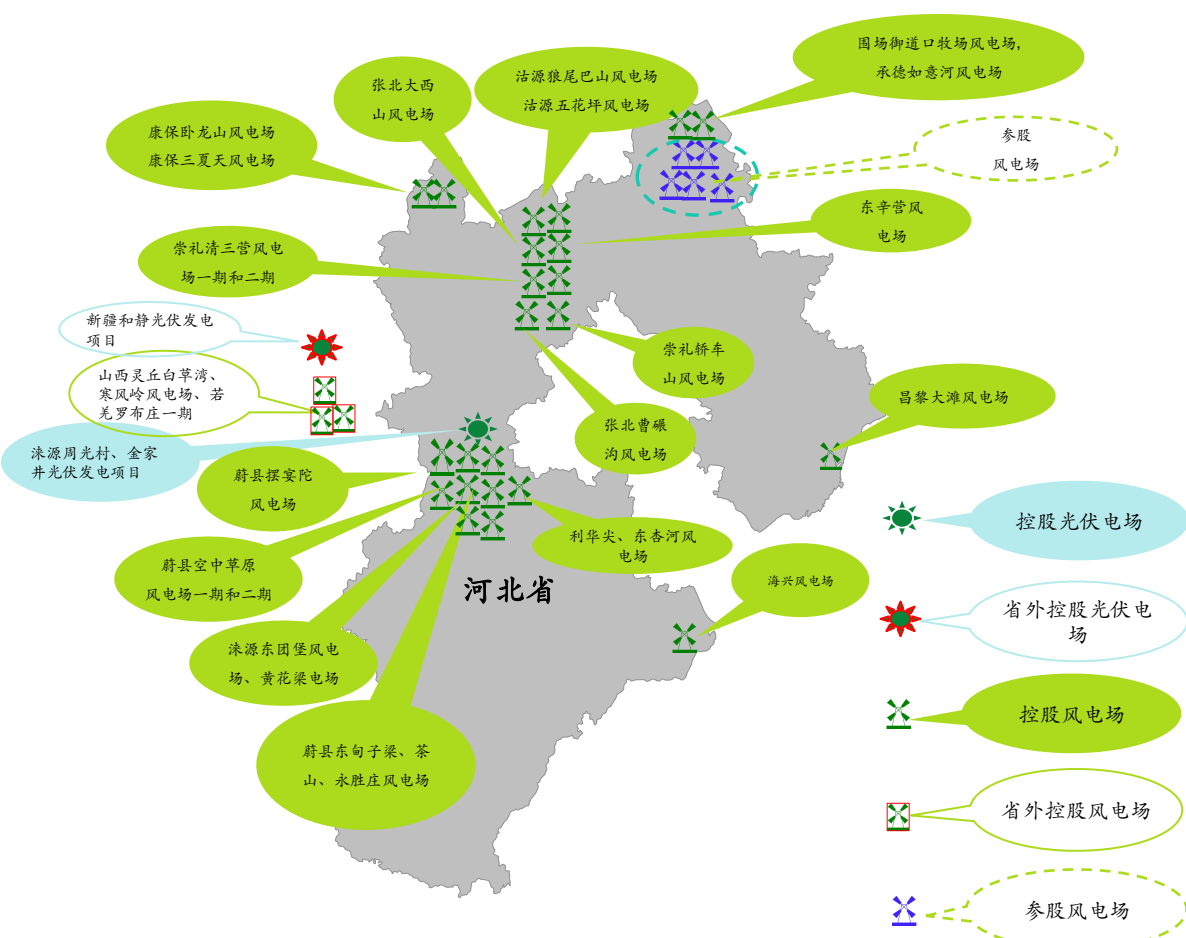 围场御道口牧场风电场,
承德如意河风电场
沽源狼尾巴山风电场
沽源五花坪风电场
张北大西
山风电场
康保卧龙山风电场
康保三夏天风电场
参股
风电场
东辛营风
电场
崇礼清三营风电
场一期和二期
新疆和静光伏发电
项目
山西灵丘白草湾、
寒风岭风电场、若
羌罗布庄一期
涞源周光村、金家
井光伏发电项目
崇礼轿车
山风电场
昌黎大滩风电场
张北曹碾
沟风电场
蔚县摆宴陀
风电场
利华尖、东杏河风
电场
蔚县空中草原
风电场一期和二期
河北省
海兴风电场
涞源东团堡风电
场、黄花梁电场
蔚县东甸子梁、茶
山、永胜庄风电场
控股光伏电场
省外控股光伏电
场
控股风电场
省外控股风电场
参股风电场